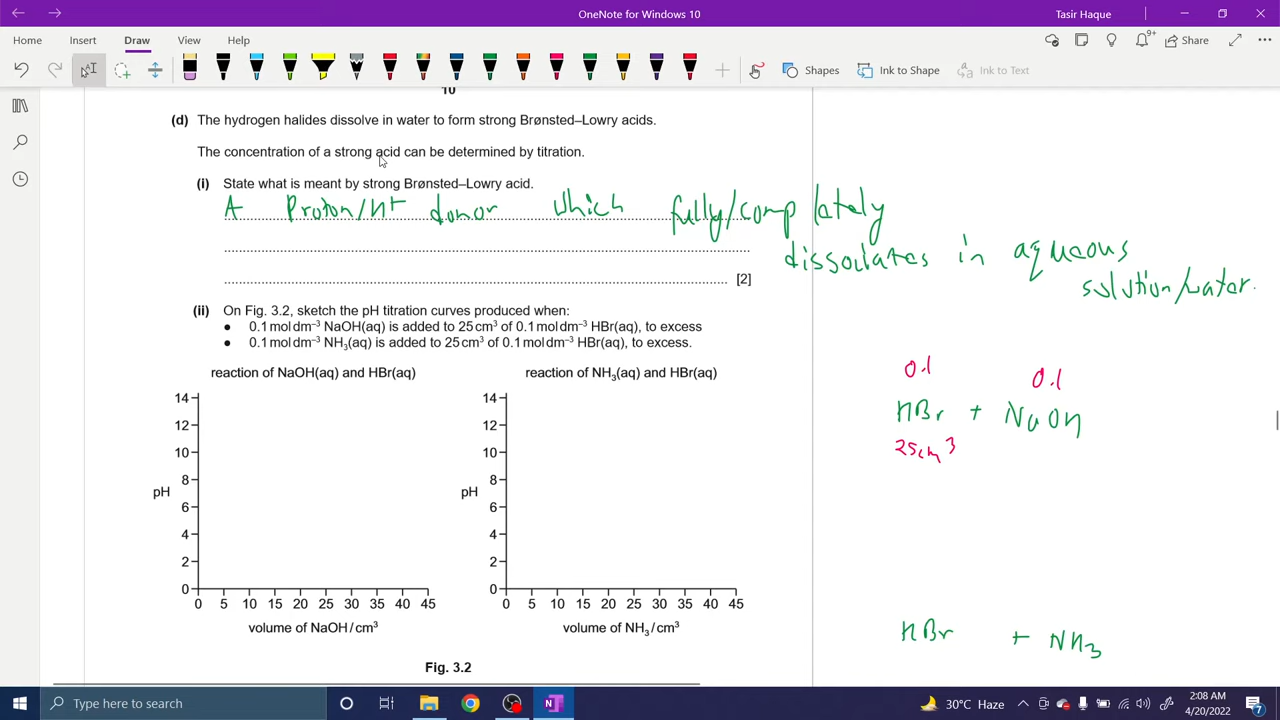 OneNote for Windows 10
Tasir Haque
Home Insert Draw View Help
9+
Share
Shapes
Ink to Shape
Ink to Text
10
(d) The hydrogen halides dissolve in water to form strong Brønsted–Lowry acids.
The concentration of a strong acid can be determined by titration.
(i) State what is meant by strong Brønsted–Lowry acid.
A Proton/H+ donor which fully/completely
dissociates in aqueous
solution/water.
[2]
(ii) On Fig. 3.2, sketch the pH titration curves produced when:
● 0.1 mol dm⁻³ NaOH(aq) is added to 25 cm³ of 0.1 mol dm⁻³ HBr(aq), to excess
● 0.1 mol dm⁻³ NH₃(aq) is added to 25 cm³ of 0.1 mol dm⁻³ HBr(aq), to excess.
0.1 0.1
HBr + NaOH
25cm³
reaction of NaOH(aq) and HBr(aq)
14
12
10
8
pH
6
4
2
0
0 5 10 15 20 25 30 35 40 45
volume of NaOH / cm³
reaction of NH₃(aq) and HBr(aq)
14
12
10
8
pH
6
4
2
0
0 5 10 15 20 25 30 35 40 45
volume of NH₃ / cm³
HBr + NH₃
Fig. 3.2
Type here to search
30°C Haze
2:08 AM
4/20/2022
7